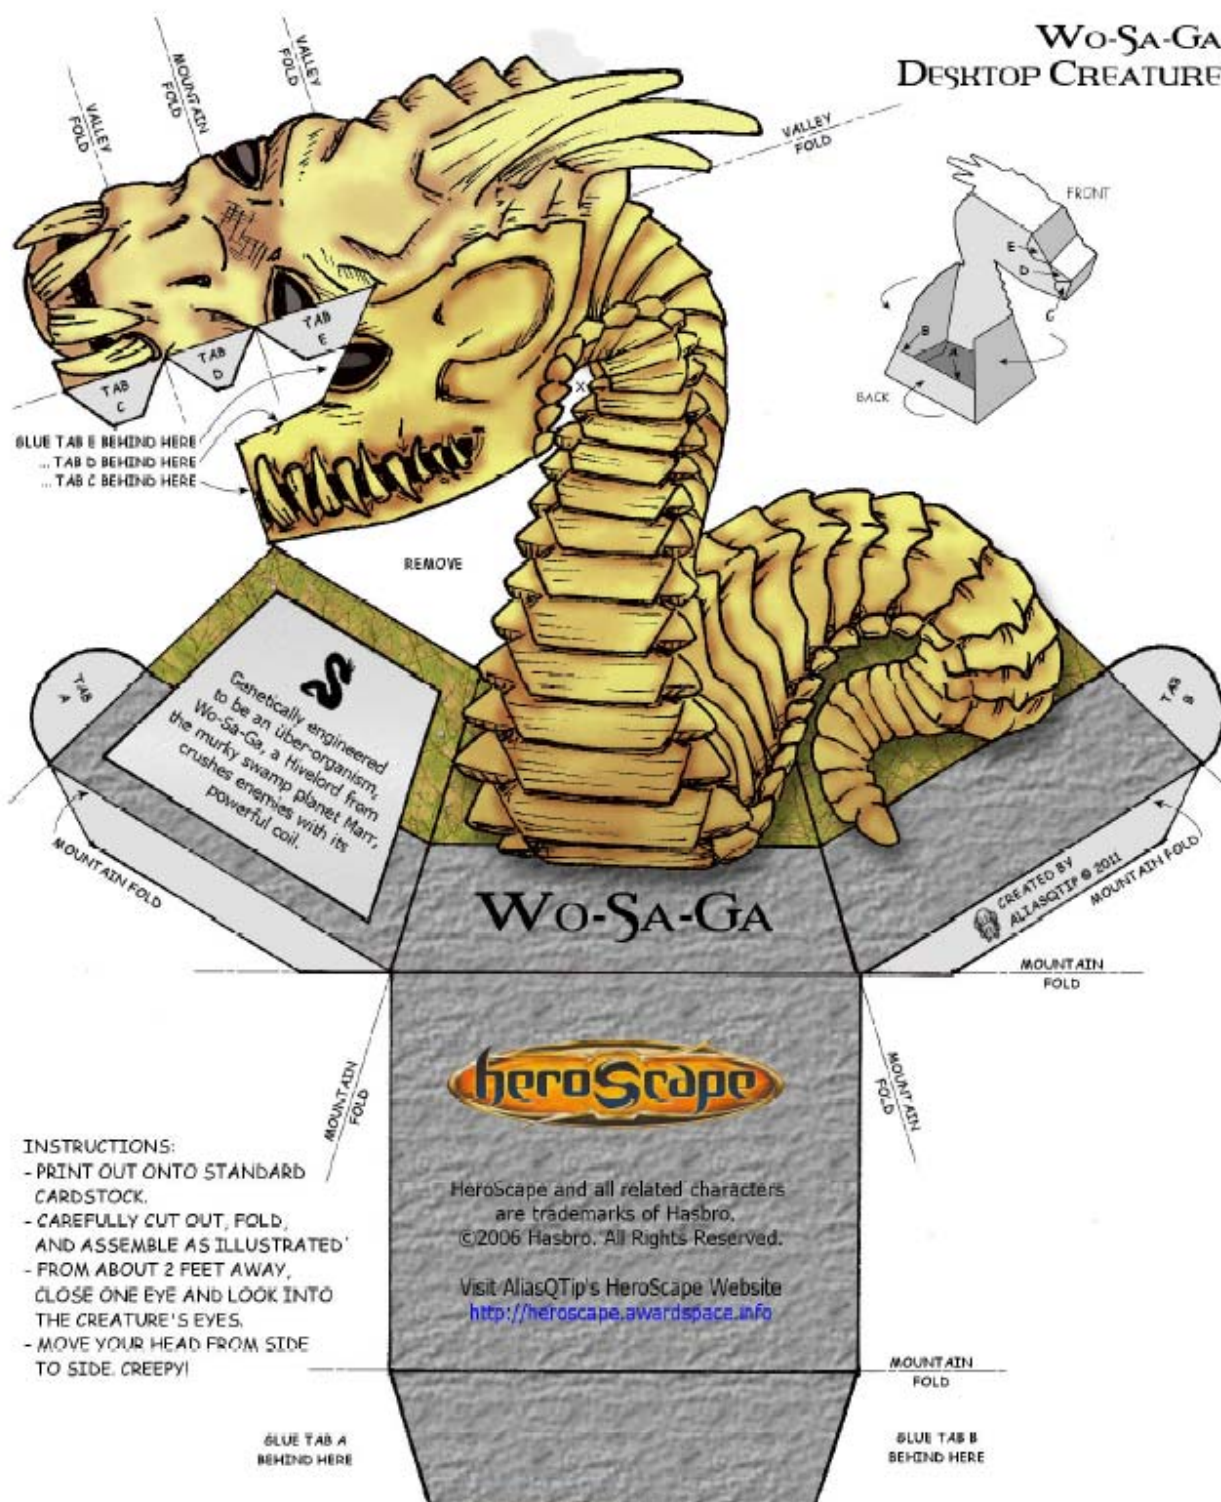 WO-SA-GA
DESKTOP CREATURE
VALLEY
FOLD
MOUNTAIN
FOLD
VALLEY
FOLD
VALLEY
FOLD
FRONT
E
D
C
B
A
BACK
TAB
E
TAB
D
TAB
C
X
GLUE TAB E BEHIND HERE
... TAB D BEHIND HERE
... TAB C BEHIND HERE
REMOVE
TAB
A
TAB
B
Genetically engineered
to be an über-organism,
Wo-Sa-Ga, a Hivelord from
the murky swamp planet Marr,
crushes enemies with its
powerful coil.
MOUNTAIN FOLD
WO-SA-GA
CREATED BY
ALIASQTIP © 2011
MOUNTAIN FOLD
MOUNTAIN
FOLD
heroScape
MOUNTAIN
FOLD
MOUNTAIN
FOLD
HeroScape and all related characters
are trademarks of Hasbro.
©2006 Hasbro. All Rights Reserved.
Visit AliasQTip's HeroScape Website
http://heroscape.awardspace.info
INSTRUCTIONS:
- PRINT OUT ONTO STANDARD
CARDSTOCK.
- CAREFULLY CUT OUT, FOLD,
AND ASSEMBLE AS ILLUSTRATED
- FROM ABOUT 2 FEET AWAY,
CLOSE ONE EYE AND LOOK INTO
THE CREATURE'S EYES.
- MOVE YOUR HEAD FROM SIDE
TO SIDE. CREEPY!
MOUNTAIN
FOLD
GLUE TAB A
BEHIND HERE
GLUE TAB B
BEHIND HERE